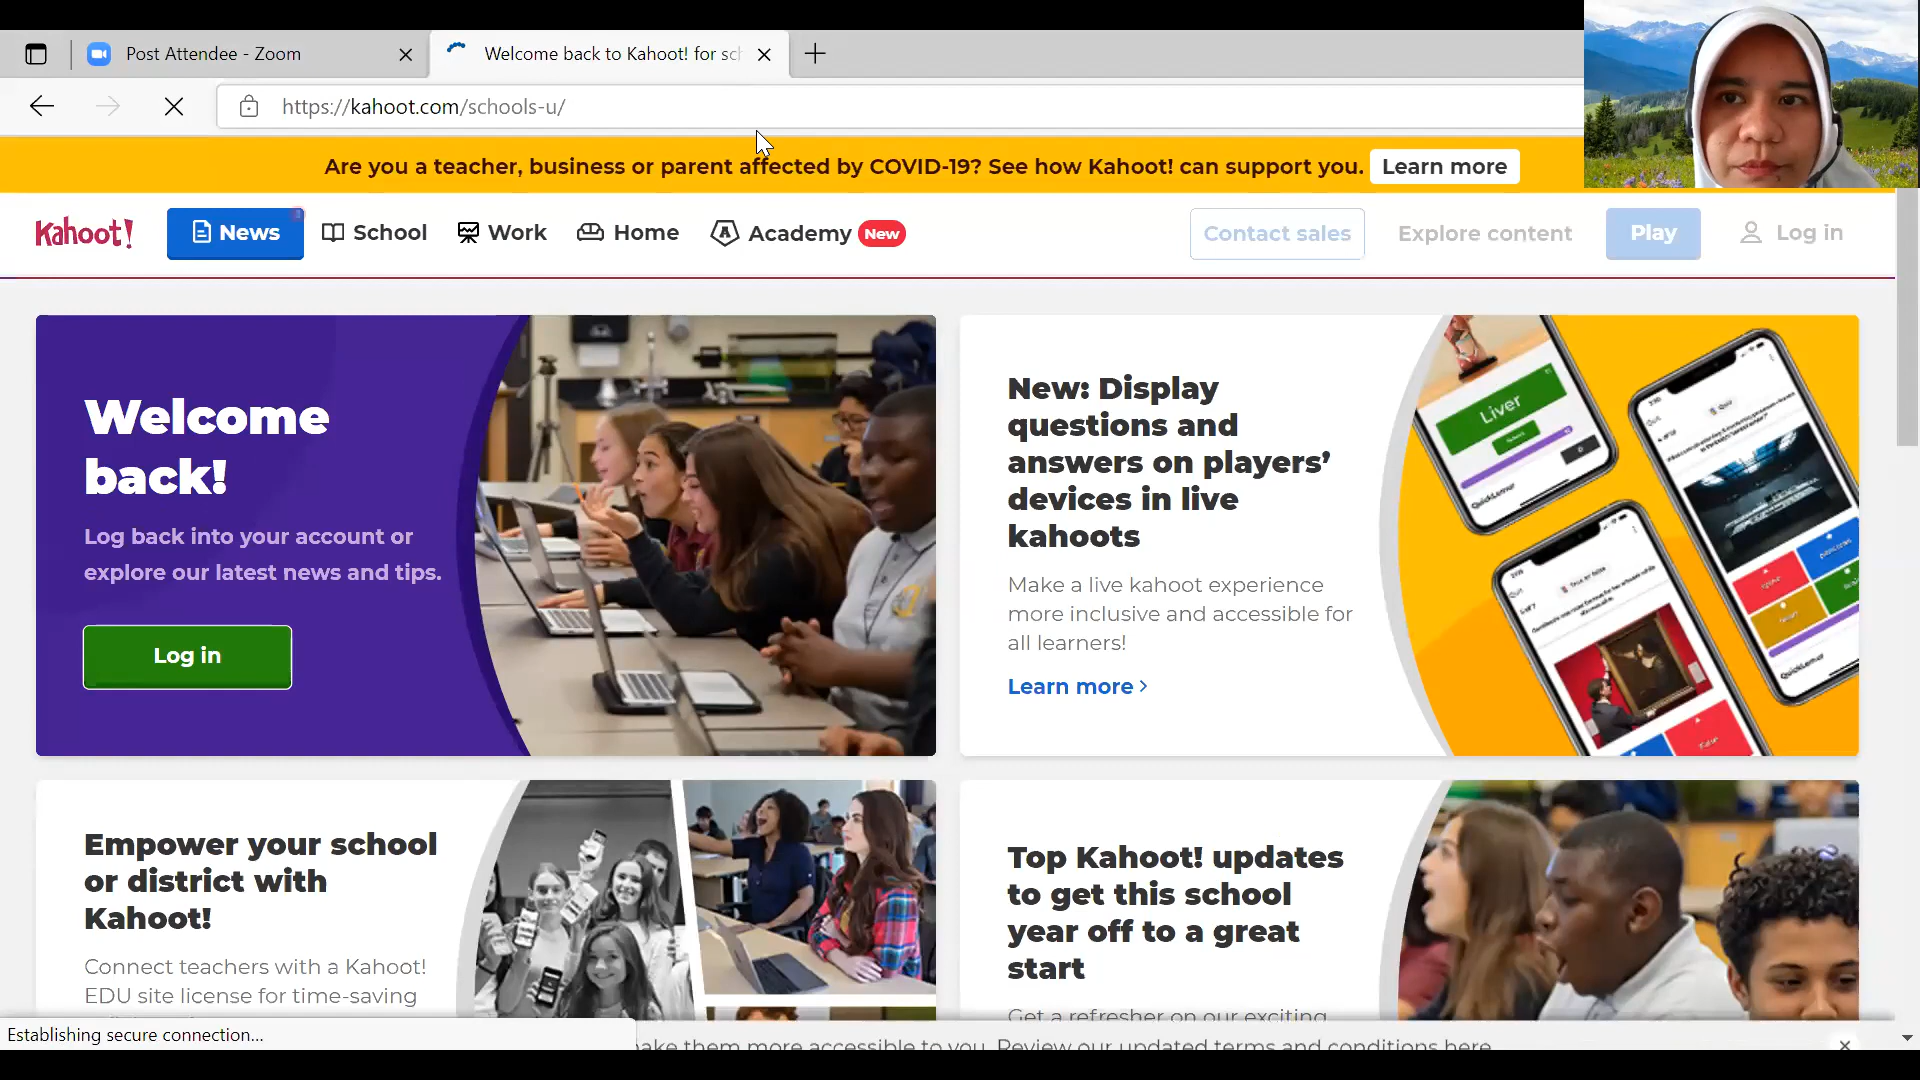 Post Attendee - Zoom
Welcome back to Kahoot! for sch
https://kahoot.com/schools-u/
Are you a teacher, business or parent affected by COVID-19? See how Kahoot! can support you. Learn more
Kahoot! News School Work Home Academy New Contact sales Explore content Play Log in
Welcome
back!
Log back into your account or
explore our latest news and tips.
Log in
New: Display
questions and
answers on players’
devices in live
kahoots
Make a live kahoot experience
more inclusive and accessible for
all learners!
Learn more
Liver
QuickLemur
QuickLemur
Empower your school
or district with
Kahoot!
Connect teachers with a Kahoot!
EDU site license for time-saving
Top Kahoot! updates
to get this school
year off to a great
start
Get a refresher on our exciting
Establishing secure connection...
make them more accessible to you. Review our updated terms and conditions here